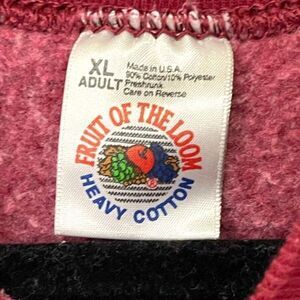 XL
ADULT
Made in U.S.A.
90% Cotton/10% Polyester
Preshrunk
Care on Reverse
FRUIT OF THE LOOM
HEAVY COTTON